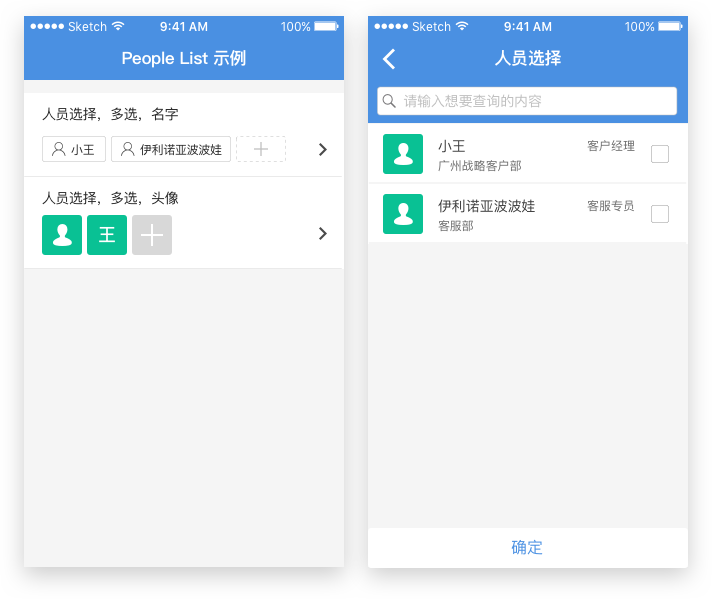 Sketch 9:41 AM 100%
People List 示例
人员选择，多选，名字
小王 伊利诺亚波波娃
人员选择，多选，头像
王
Sketch 9:41 AM 100%
人员选择
请输入想要查询的内容
小王 客户经理
广州战略客户部
伊利诺亚波波娃 客服专员
客服部
确定